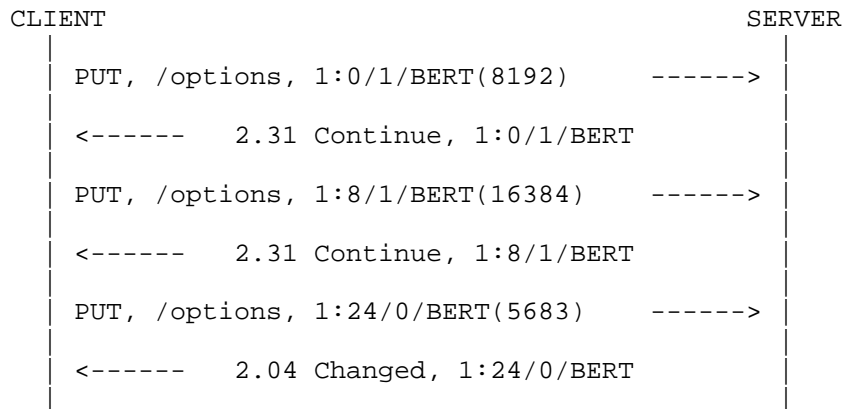 CLIENT SERVER
PUT, /options, 1:0/1/BERT(8192) ------>
<------ 2.31 Continue, 1:0/1/BERT
PUT, /options, 1:8/1/BERT(16384) ------>
<------ 2.31 Continue, 1:8/1/BERT
PUT, /options, 1:24/0/BERT(5683) ------>
<------ 2.04 Changed, 1:24/0/BERT